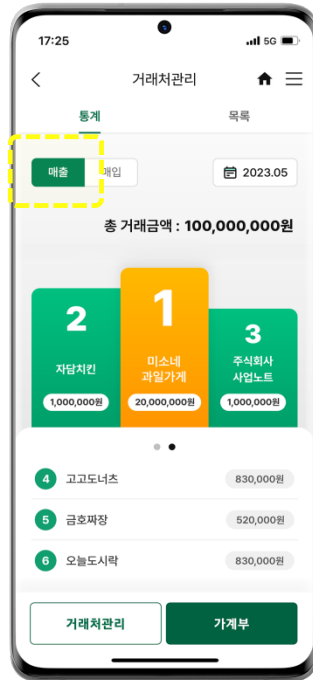 17:25
5G
거래처관리
통계 목록
매출 매입 2023.05
총 거래금액 : 100,000,000원
2 1 3
자담치킨 미소네 주식회사
과일가게 사업노트
1,000,000원 20,000,000원 1,000,000원
4 고고도너츠 830,000원
5 금호짜장 520,000원
6 오늘도시락 830,000원
거래처관리 가계부